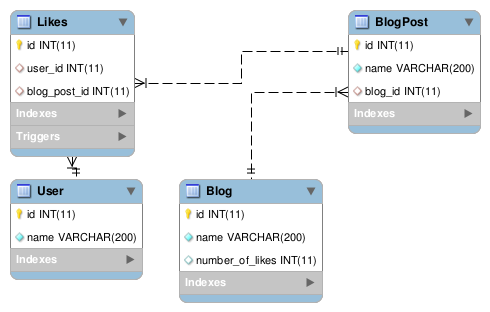 Likes
id INT(11)
user_id INT(11)
blog_post_id INT(11)
Indexes
Triggers
BlogPost
id INT(11)
name VARCHAR(200)
blog_id INT(11)
Indexes
User
id INT(11)
name VARCHAR(200)
Indexes
Blog
id INT(11)
name VARCHAR(200)
number_of_likes INT(11)
Indexes